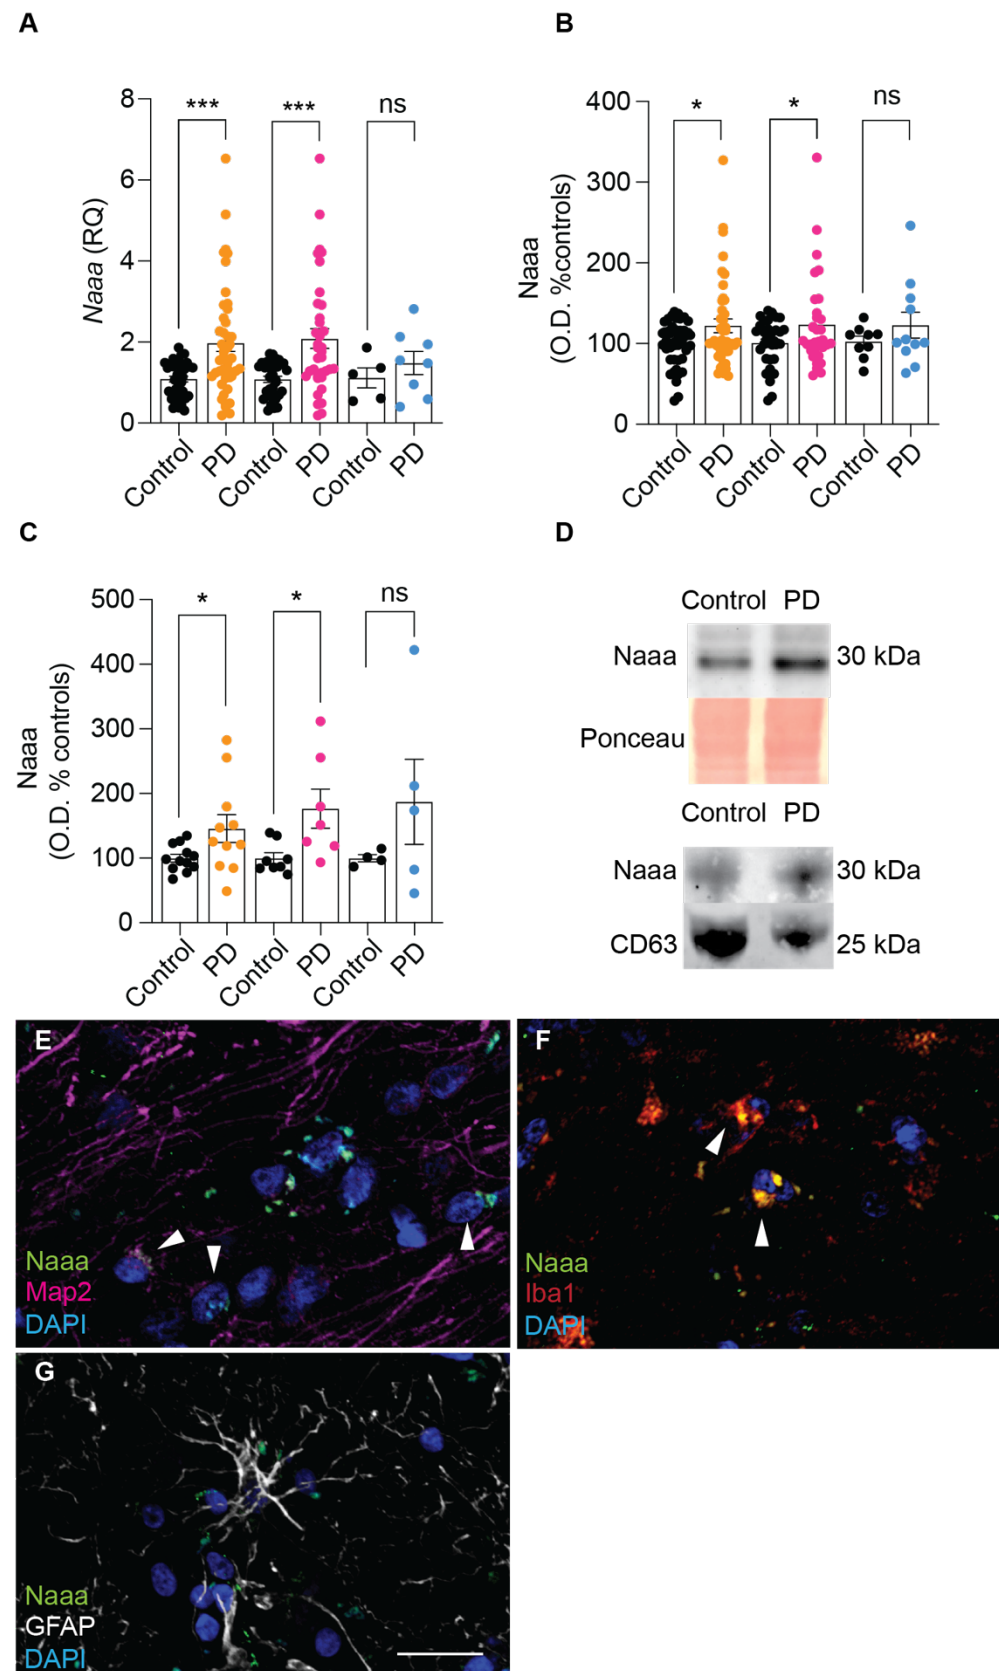 A
8
6
4
2
0
Naaa (RQ)
***
***
ns
Control
PD
Control
PD
Control
PD
B
400
300
200
100
0
Naaa
(O.D. %controls)
*
*
ns
Control
PD
Control
PD
Control
PD
C
500
400
300
200
100
0
Naaa
(O.D. % controls)
*
*
ns
Control
PD
Control
PD
Control
PD
D
Control PD
Naaa 30 kDa
Ponceau
Control PD
Naaa 30 kDa
CD63 25 kDa
E
Naaa
Map2
DAPI
F
Naaa
Iba1
DAPI
G
Naaa
GFAP
DAPI